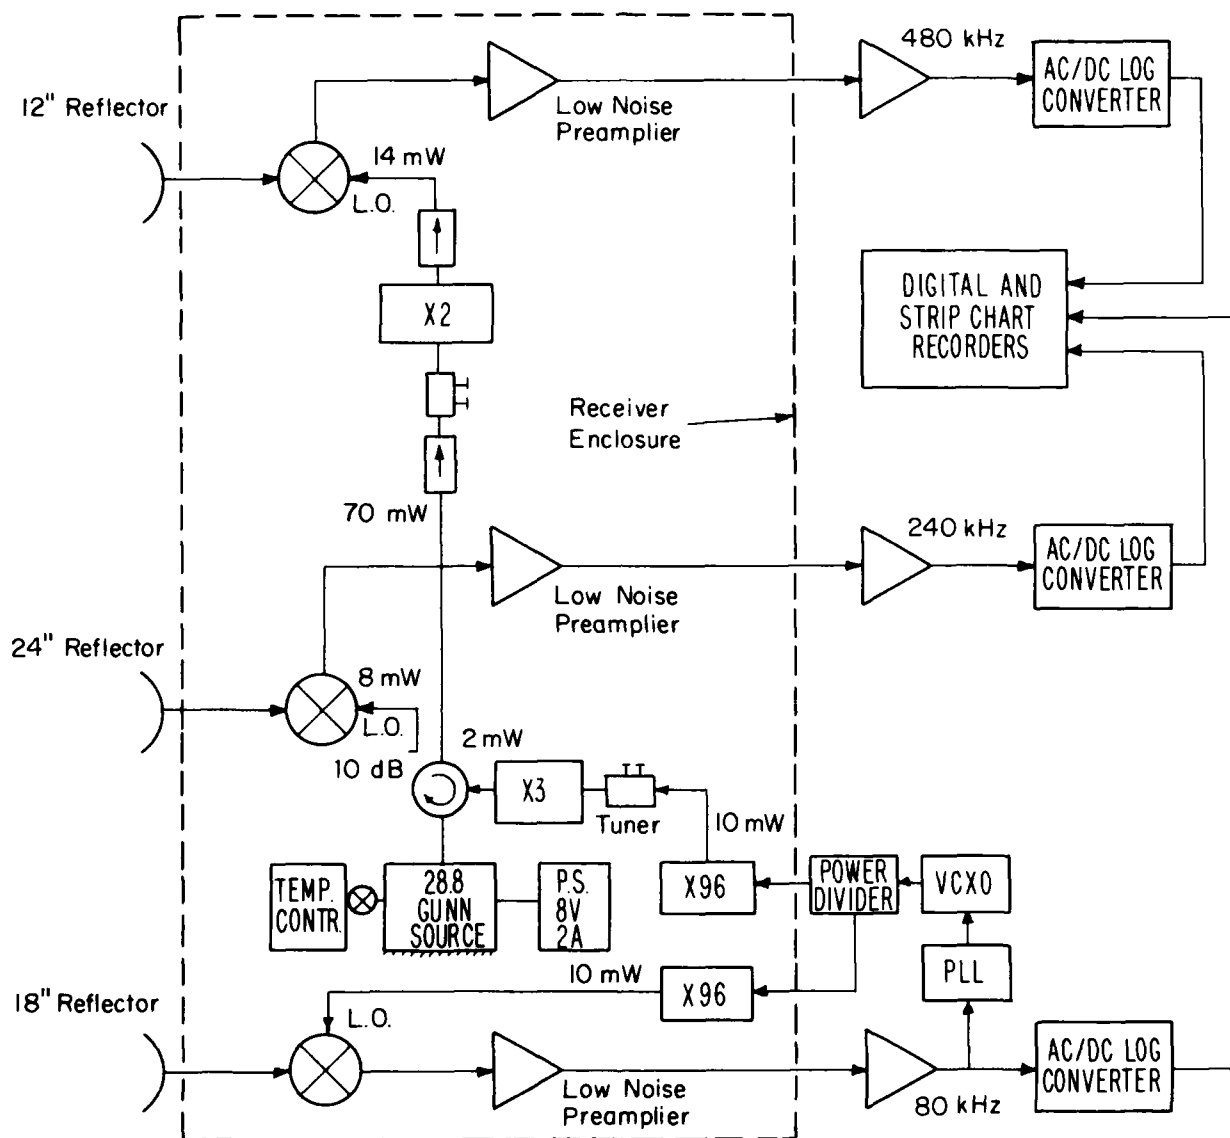 480 kHz
12" Reflector
AC/DC LOG
CONVERTER
Low Noise
Preamplier
14 mW
L.O.
X2
DIGITAL AND
STRIP CHART
RECORDERS
Receiver
Enclosure
70 mW
240 kHz
AC/DC LOG
CONVERTER
Low Noise
Preamplier
24" Reflector
8 mW
L.O.
10 dB
2 mW
X3
Tuner
10 mW
TEMP.
CONTR.
28.8
GUNN
SOURCE
P.S.
8V
2A
X96
POWER
DIVIDER
VCXO
PLL
10 mW
X96
18" Reflector
L.O.
Low Noise
Preamplier
80 kHz
AC/DC LOG
CONVERTER